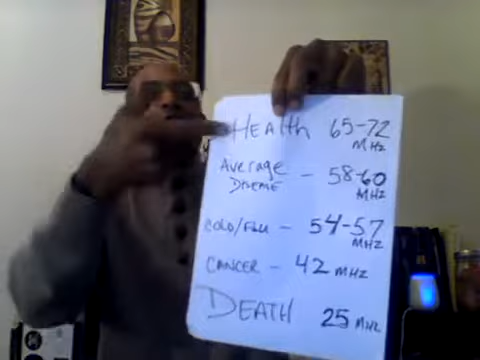 HEAlth 65-72 MHz
AVERAGE DISEASE - 58-60 MHz
COLD/FLU - 54-57 MHz
CANCER - 42 MHZ
DEATH 25 MHZ